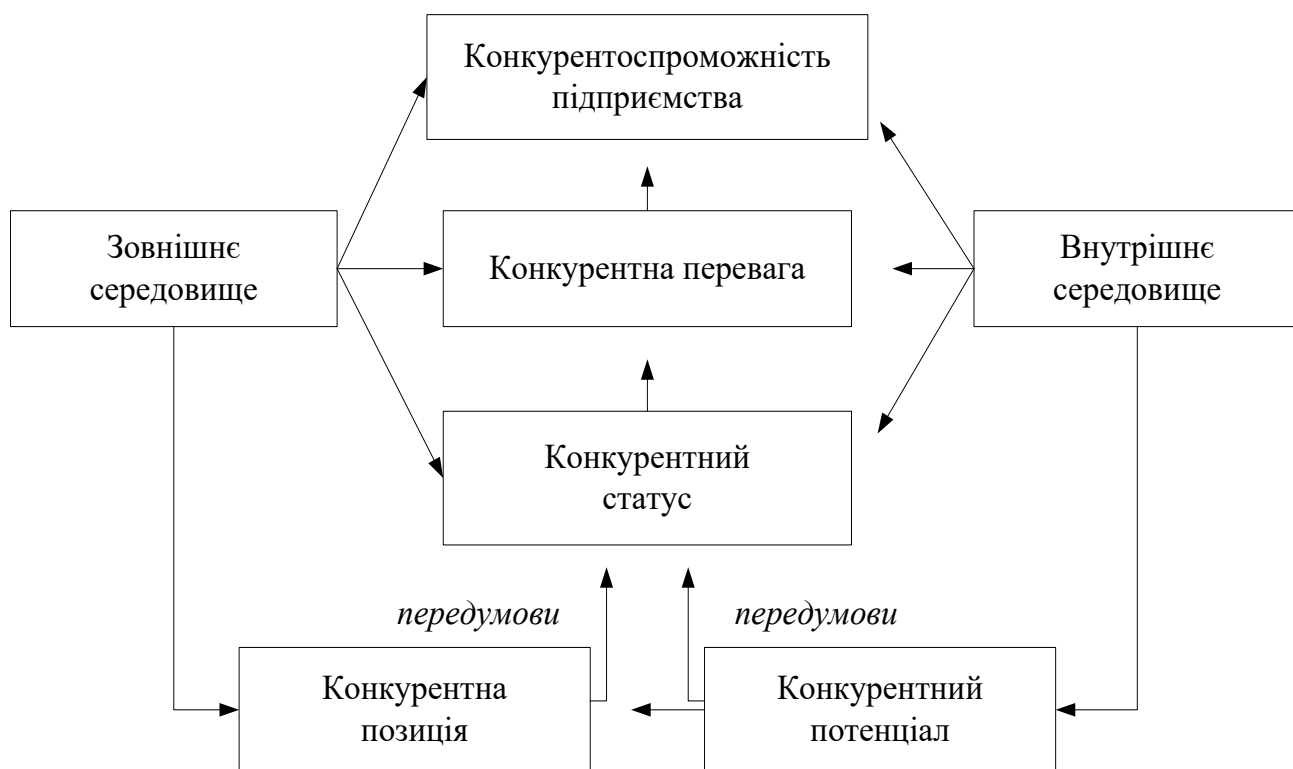 Конкурентоспроможність
підприємства
Зовнішнє
середовище
Конкурентна перевага
Внутрішнє
середовище
Конкурентний
статус
передумови
передумови
Конкурентна
позиція
Конкурентний
потенціал